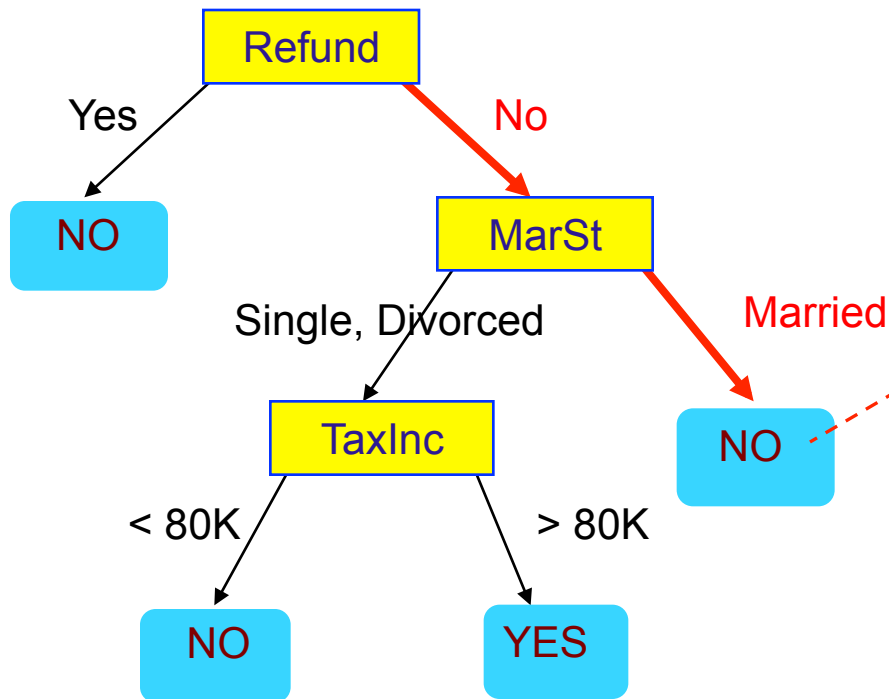 Refund
Yes
No
NO
MarSt
Single, Divorced
Married
TaxInc
NO
< 80K
> 80K
NO
YES